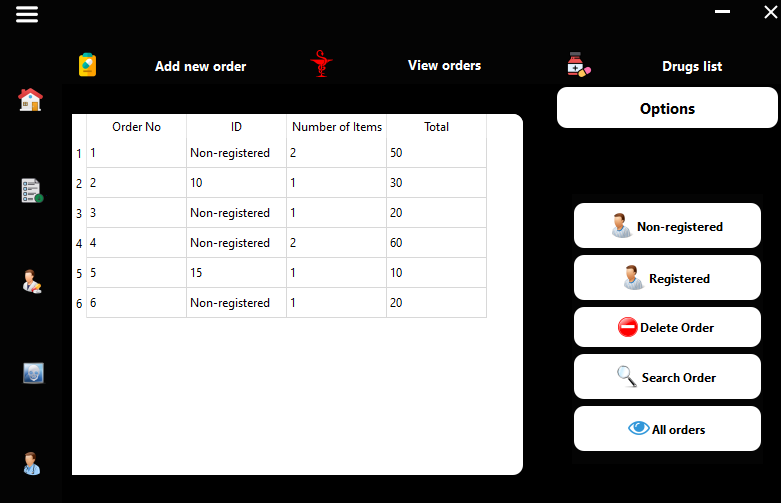 Add new order View orders Drugs list
Options
Order No ID Number of Items Total
1 1 Non-registered 2 50
2 2 10 1 30
3 3 Non-registered 1 20
4 4 Non-registered 2 60
5 5 15 1 10
6 6 Non-registered 1 20
Non-registered
Registered
Delete Order
Search Order
All orders